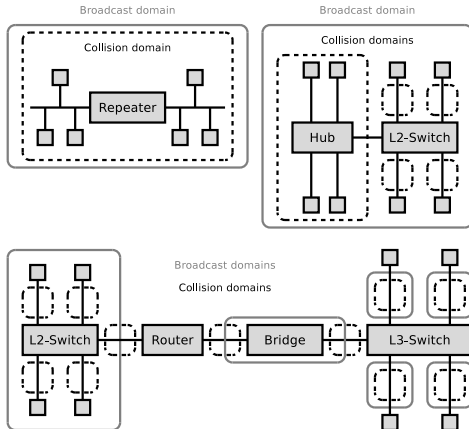 Broadcast domain
Collision domain
Repeater
Broadcast domain
Collision domains
Hub
L2-Switch
Broadcast domains
Collision domains
L2-Switch
Router
Bridge
L3-Switch